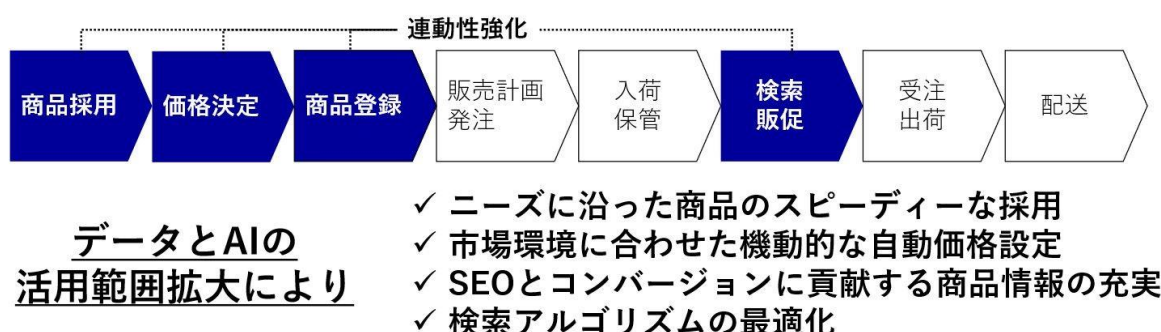 連動性強化
商品採用
価格決定
商品登録
販売計画
発注
入荷
保管
検索
販促
受注
出荷
配送
データとAIの
活用範囲拡大により
✓ ニーズに沿った商品のスピーディーな採用
✓ 市場環境に合わせた機動的な自動価格設定
✓ SEOとコンバージョンに貢献する商品情報の充実
✓ 検索アルゴリズムの最適化